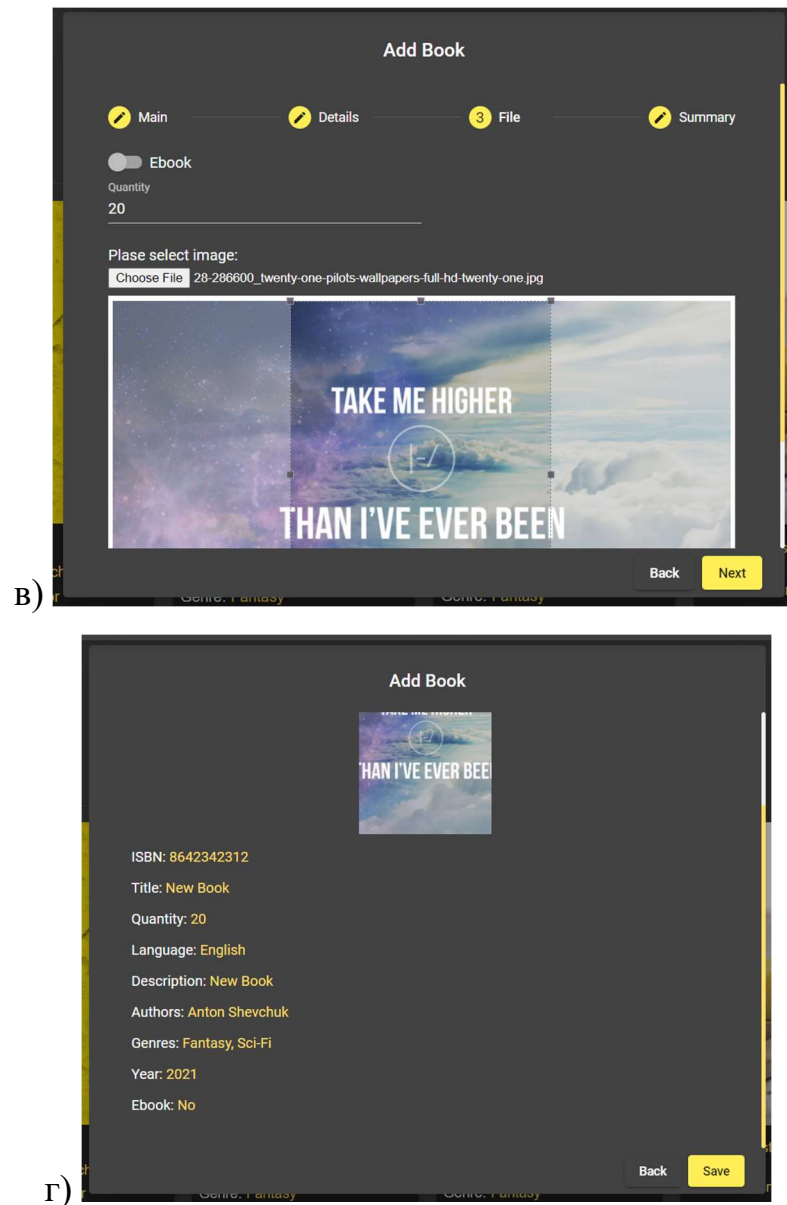 Add Book
Main Details 3 File Summary
Ebook
Quantity
20
Plase select image:
Choose File 28-286600_twenty-one-pilots-wallpapers-full-hd-twenty-one.jpg
TAKE ME HIGHER
|-/
THAN I'VE EVER BEEN
Back Next
Genre: Fantasy Genre: Fantasy
в)
Add Book
THAN I'VE EVER BEE
ISBN: 8642342312
Title: New Book
Quantity: 20
Language: English
Description: New Book
Authors: Anton Shevchuk
Genres: Fantasy, Sci-Fi
Year: 2021
Ebook: No
Back Save
г)
Genre: Fantasy Genre: Fantasy